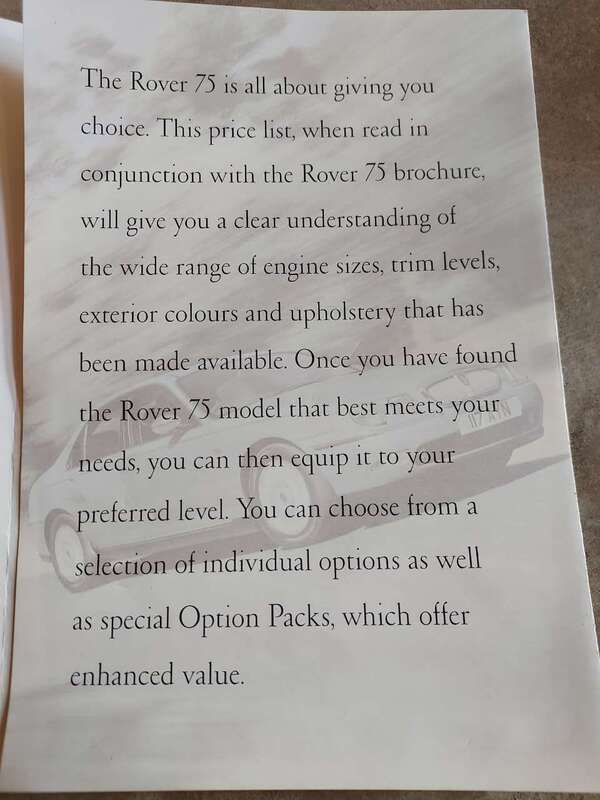 The Rover 75 is all about giving you
choice. This price list, when read in
conjunction with the Rover 75 brochure,
will give you a clear understanding of
the wide range of engine sizes, trim levels,
exterior colours and upholstery that has
been made available. Once you have found
the Rover 75 model that best meets your
needs, you can then equip it to your
preferred level. You can choose from a
selection of individual options as well
as special Option Packs, which offer
enhanced value.